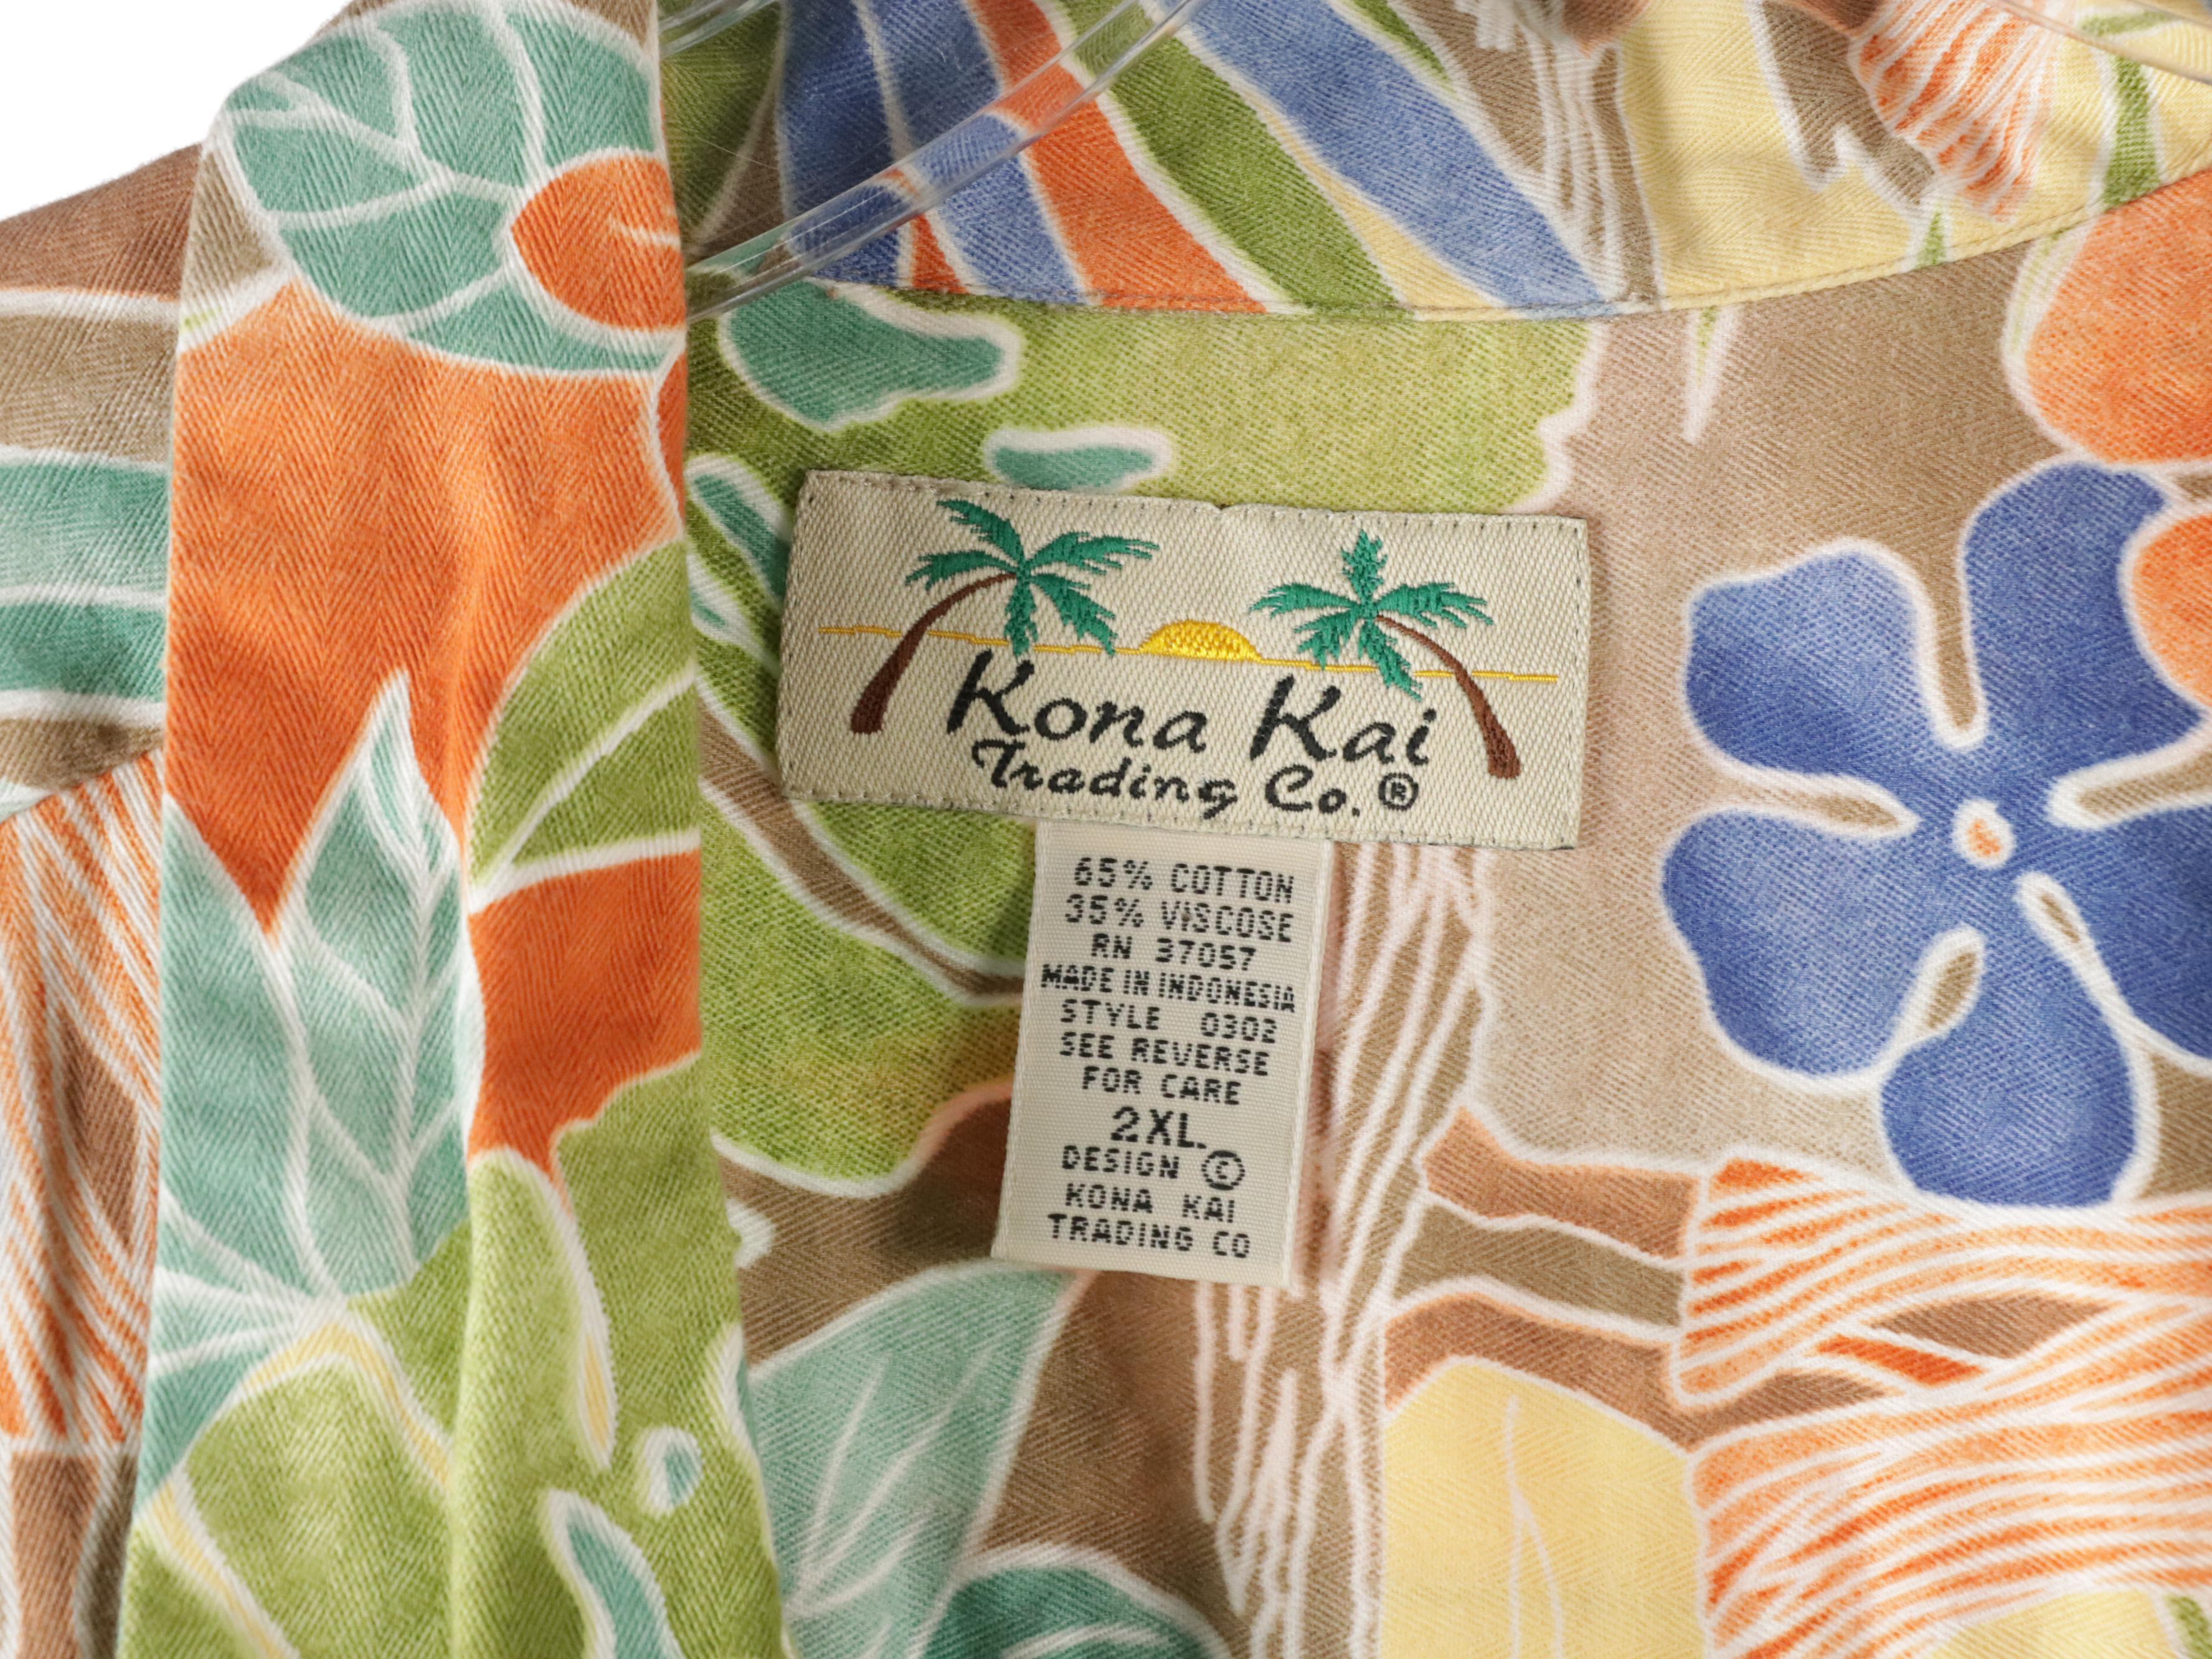 Kona Kai
Trading Co.®
65% COTTON
35% VISCOSE
RN 37057
MADE IN INDONESIA
STYLE 0302
SEE REVERSE
FOR CARE
2XL
DESIGN ©
KONA KAI
TRADING CO